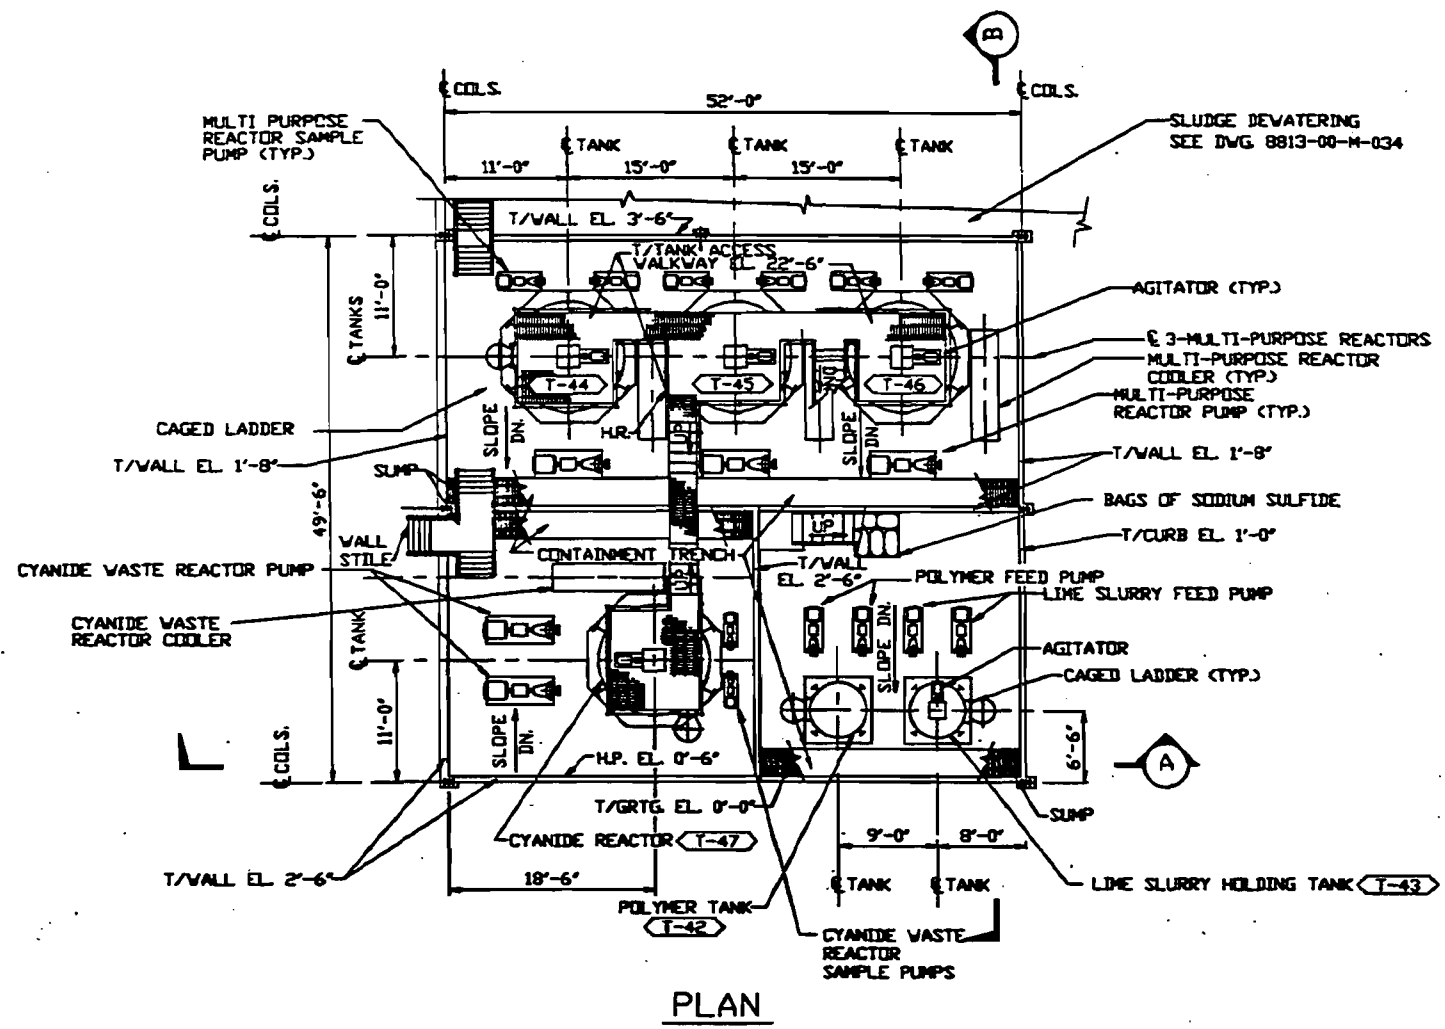 B
℄ COLS.
℄ COLS.
52'-0"
MULTI PURPOSE
REACTOR SAMPLE
PUMP (TYP.)
SLUDGE DEWATERING
SEE DWG. 8813-00-M-034
℄ TANK
℄ TANK
℄ TANK
11'-0"
15'-0"
15'-0"
℄ COLS.
T/WALL EL. 3'-6"
T/TANK ACCESS
WALKWAY EL. 22'-6"
11'-0"
℄ TANKS
AGITATOR (TYP.)
℄ 3-MULTI-PURPOSE REACTORS
MULTI-PURPOSE REACTOR
COOLER (TYP.)
MULTI-PURPOSE
REACTOR PUMP (TYP.)
T-44
T-45
T-46
DN
CAGED LADDER
SLOPE
DN.
H.R.
UP
SLOPE
DN.
T/WALL EL. 1'-8"
SUMP
T/WALL EL. 1'-8"
BAGS OF SODIUM SULFIDE
49'-6"
WALL
STILE
UP
T/CURB EL. 1'-0"
CONTAINMENT TRENCH
T/WALL
EL. 2'-6"
CYANIDE WASTE REACTOR PUMP
UP
POLYMER FEED PUMP
LIME SLURRY FEED PUMP
CYANIDE WASTE
REACTOR COOLER
℄ TANK
SLOPE DN.
AGITATOR
CAGED LADDER (TYP.)
11'-0"
SLOPE
DN.
℄ COLS.
H.P. EL. 0'-6"
6'-6"
A
T/GRTG. EL. 0'-0"
SUMP
CYANIDE REACTOR T-47
9'-0"
8'-0"
T/WALL EL. 2'-6"
18'-6"
℄ TANK
℄ TANK
LIME SLURRY HOLDING TANK T-43
POLYMER TANK
T-42
CYANIDE WASTE
REACTOR
SAMPLE PUMPS
PLAN